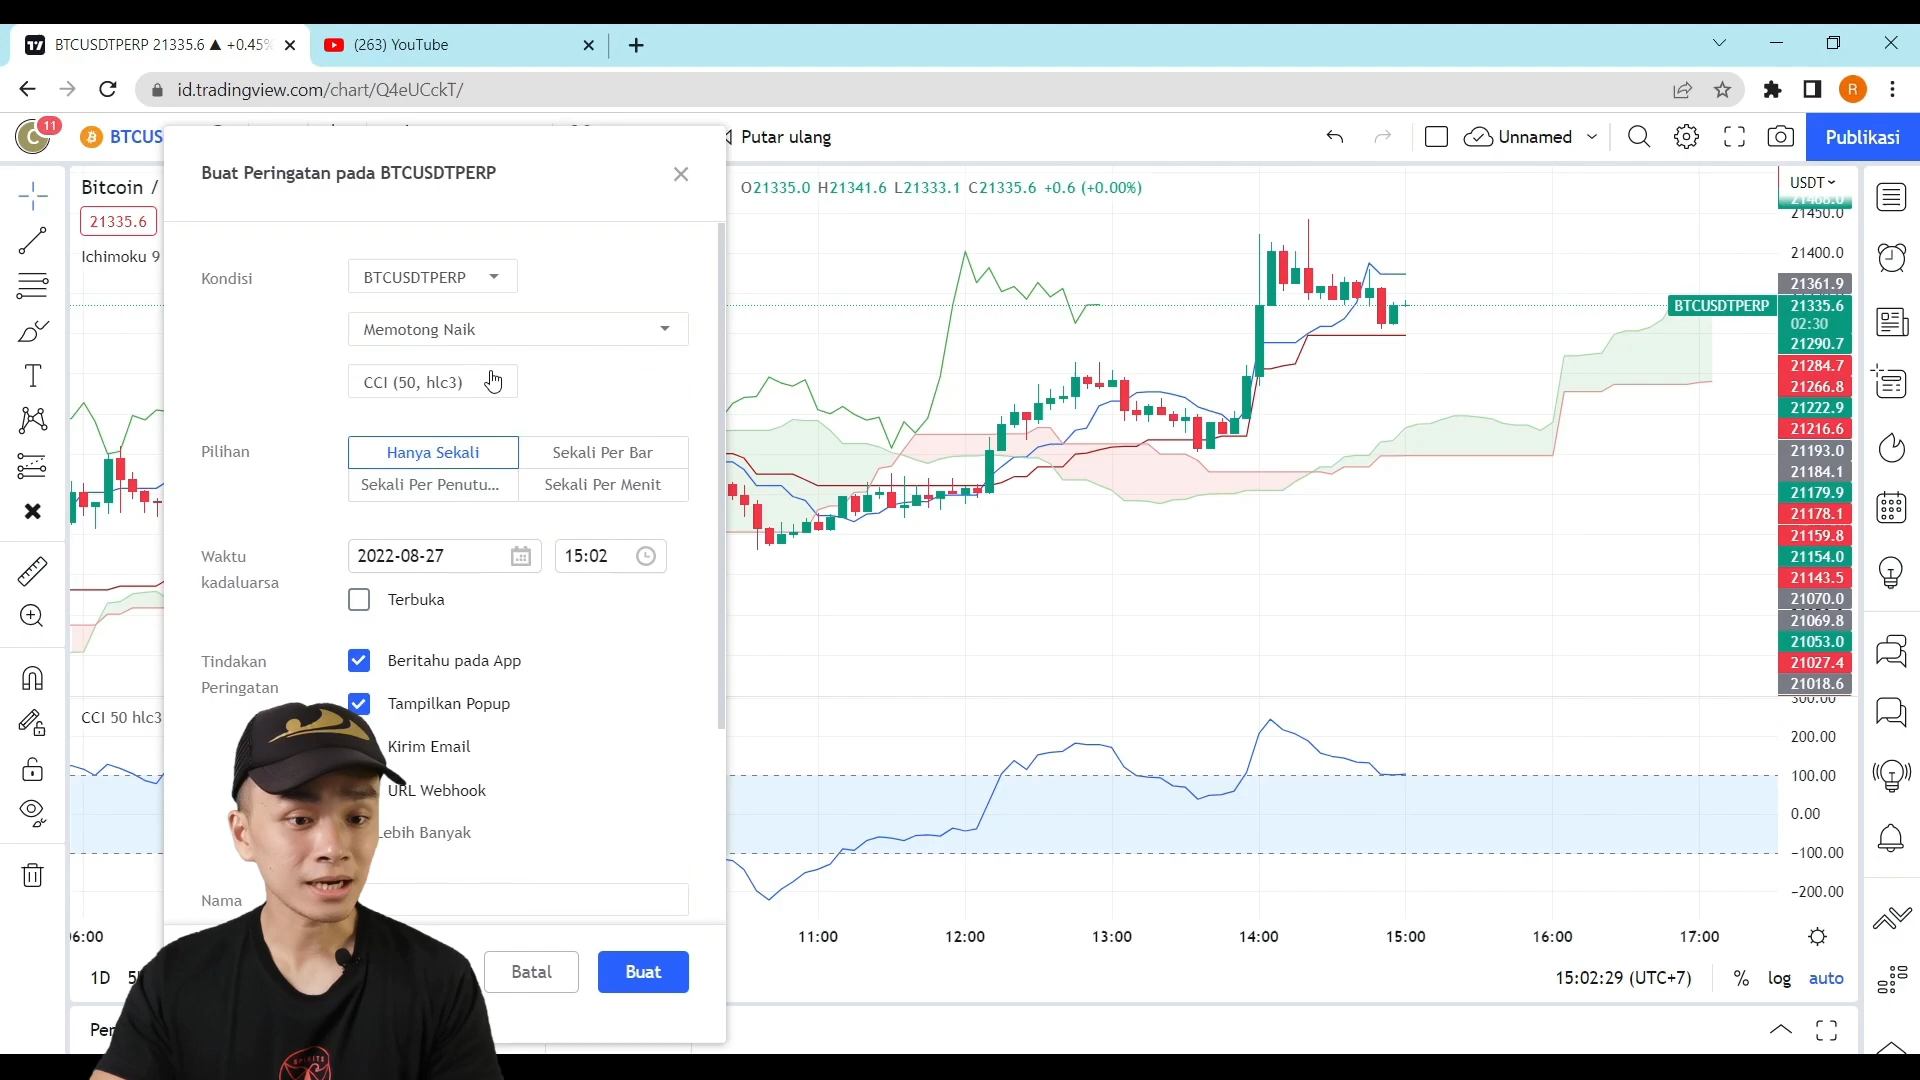 BTCUSDTPERP 21335.6 ▲ +0.45%
(263) YouTube
id.tradingview.com/chart/Q4eUCckT/
R
C
11
BTCUS
Putar ulang
Unnamed
Publikasi
Buat Peringatan pada BTCUSDTPERP
Kondisi
BTCUSDTPERP
Memotong Naik
CCI (50, hlc3)
Pilihan
Hanya Sekali
Sekali Per Bar
Sekali Per Penutu...
Sekali Per Menit
Waktu
kadaluarsa
2022-08-27
15:02
Terbuka
Tindakan
Peringatan
Beritahu pada App
Tampilkan Popup
Kirim Email
URL Webhook
Lebih Banyak
Nama
Batal
Buat
Bitcoin /
21335.6
Ichimoku 9
CCI 50 hlc3
O21335.0 H21341.6 L21333.1 C21335.6 +0.6 (+0.00%)
USDT
21468.0
21450.0
21400.0
21361.9
BTCUSDTPERP
21335.6
02:30
21290.7
21284.7
21266.8
21222.9
21216.6
21193.0
21184.1
21179.9
21178.1
21159.8
21154.0
21143.5
21070.0
21069.8
21053.0
21027.4
21018.6
300.00
200.00
100.00
0.00
−100.00
−200.00
06:00
11:00
12:00
13:00
14:00
15:00
16:00
17:00
1D
15:02:29 (UTC+7)
%
log
auto